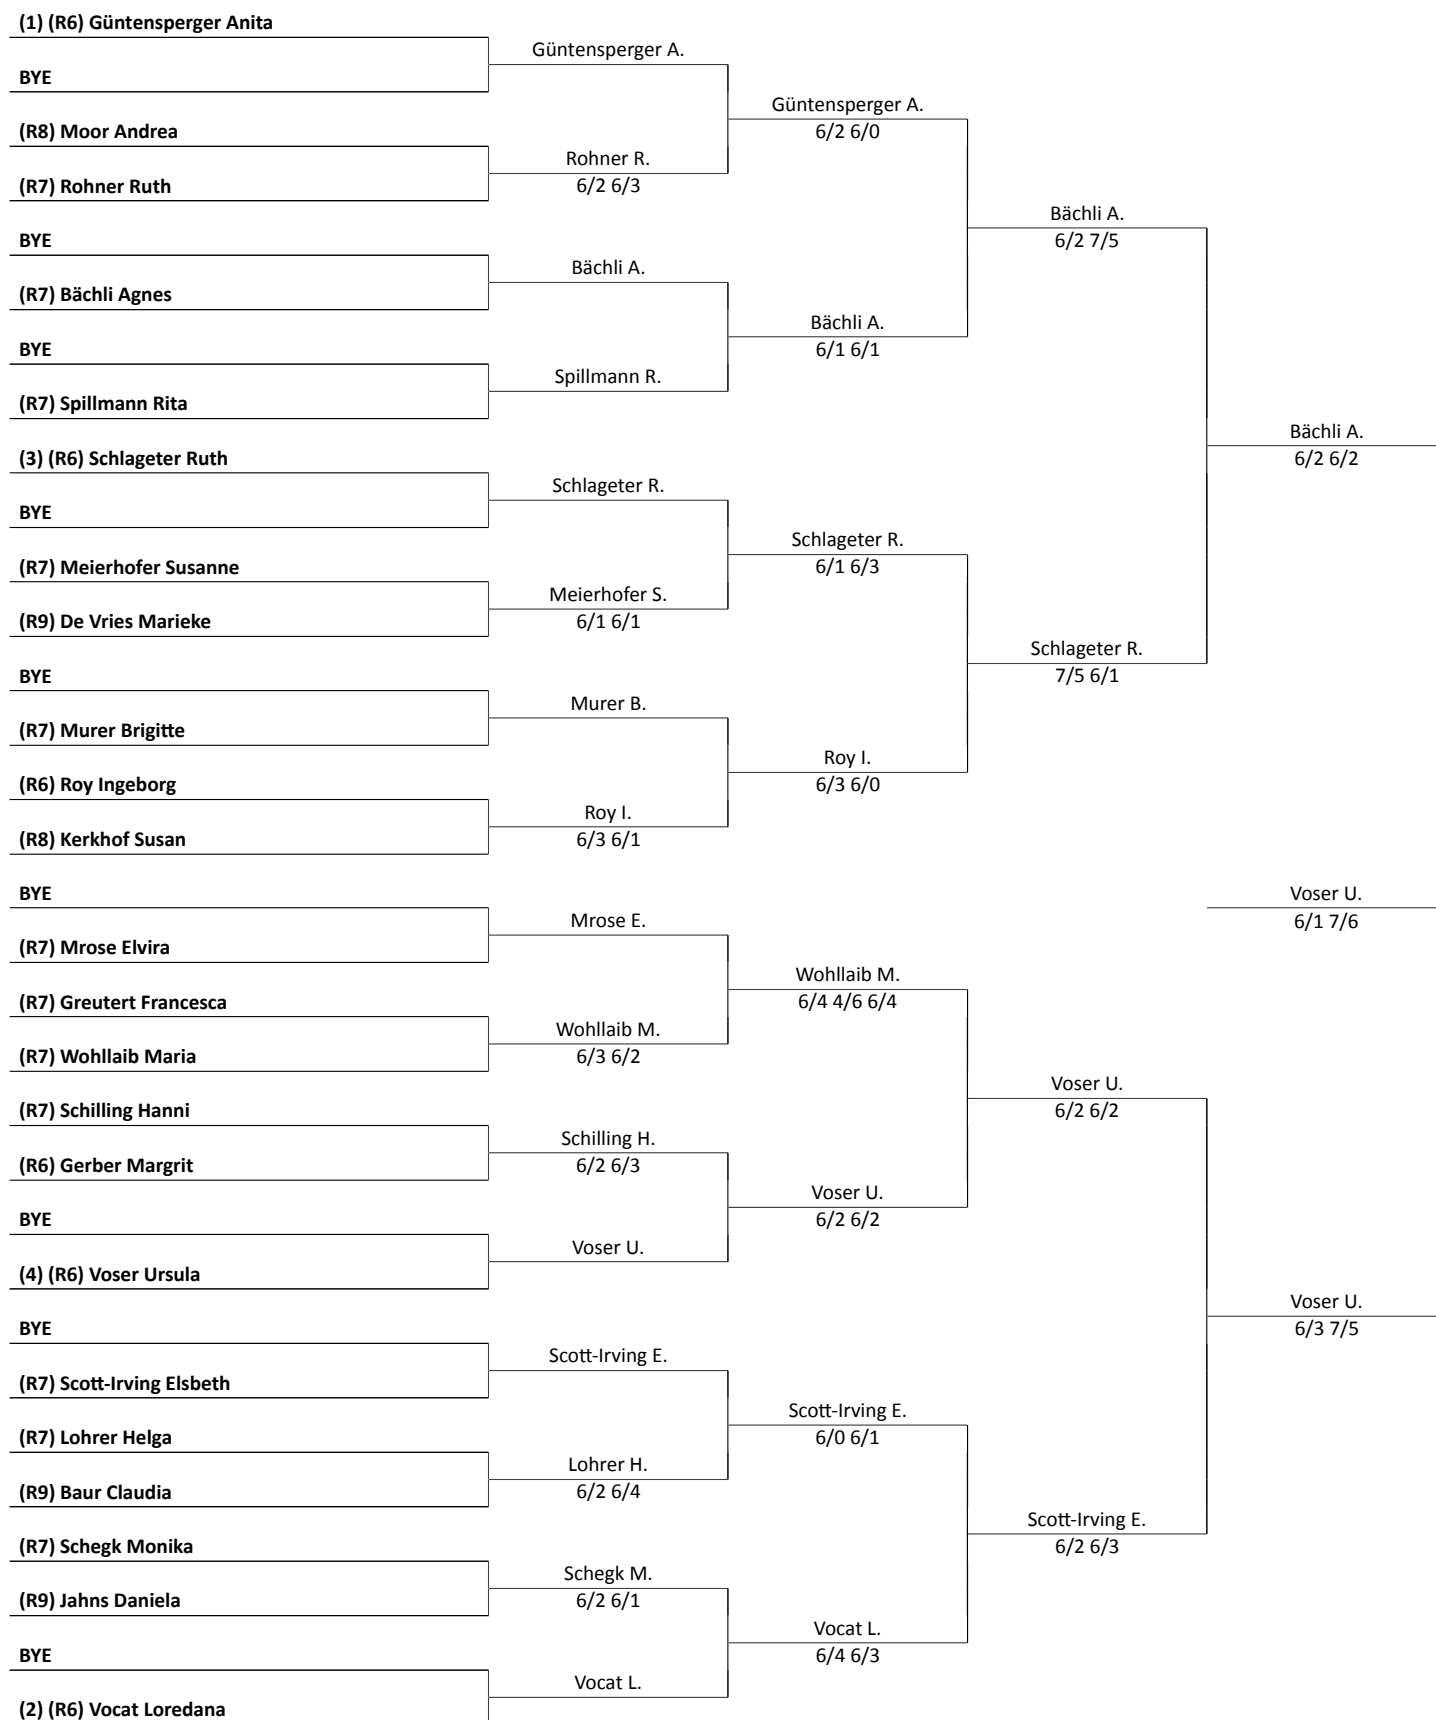 (1) (R6) Güntensperger Anita
Güntensperger A.
BYE
Güntensperger A.
6/2 6/0
(R8) Moor Andrea
Rohner R.
6/2 6/3
(R7) Rohner Ruth
Bächli A.
6/2 7/5
BYE
Bächli A.
(R7) Bächli Agnes
Bächli A.
6/1 6/1
BYE
Spillmann R.
(R7) Spillmann Rita
Bächli A.
6/2 6/2
(3) (R6) Schlageter Ruth
Schlageter R.
BYE
Schlageter R.
6/1 6/3
(R7) Meierhofer Susanne
Meierhofer S.
6/1 6/1
(R9) De Vries Marieke
Schlageter R.
7/5 6/1
BYE
Murer B.
(R7) Murer Brigitte
Roy I.
6/3 6/0
(R6) Roy Ingeborg
Roy I.
6/3 6/1
(R8) Kerkhof Susan
BYE
Voser U.
6/1 7/6
Mrose E.
(R7) Mrose Elvira
Wohllaib M.
6/4 4/6 6/4
(R7) Greutert Francesca
Wohllaib M.
6/3 6/2
(R7) Wohllaib Maria
Voser U.
6/2 6/2
(R7) Schilling Hanni
Schilling H.
6/2 6/3
(R6) Gerber Margrit
Voser U.
6/2 6/2
BYE
Voser U.
(4) (R6) Voser Ursula
Voser U.
6/3 7/5
BYE
Scott-Irving E.
(R7) Scott-Irving Elsbeth
Scott-Irving E.
6/0 6/1
(R7) Lohrer Helga
Lohrer H.
6/2 6/4
(R9) Baur Claudia
Scott-Irving E.
6/2 6/3
(R7) Schegk Monika
Schegk M.
6/2 6/1
(R9) Jahns Daniela
Vocat L.
6/4 6/3
BYE
Vocat L.
(2) (R6) Vocat Loredana